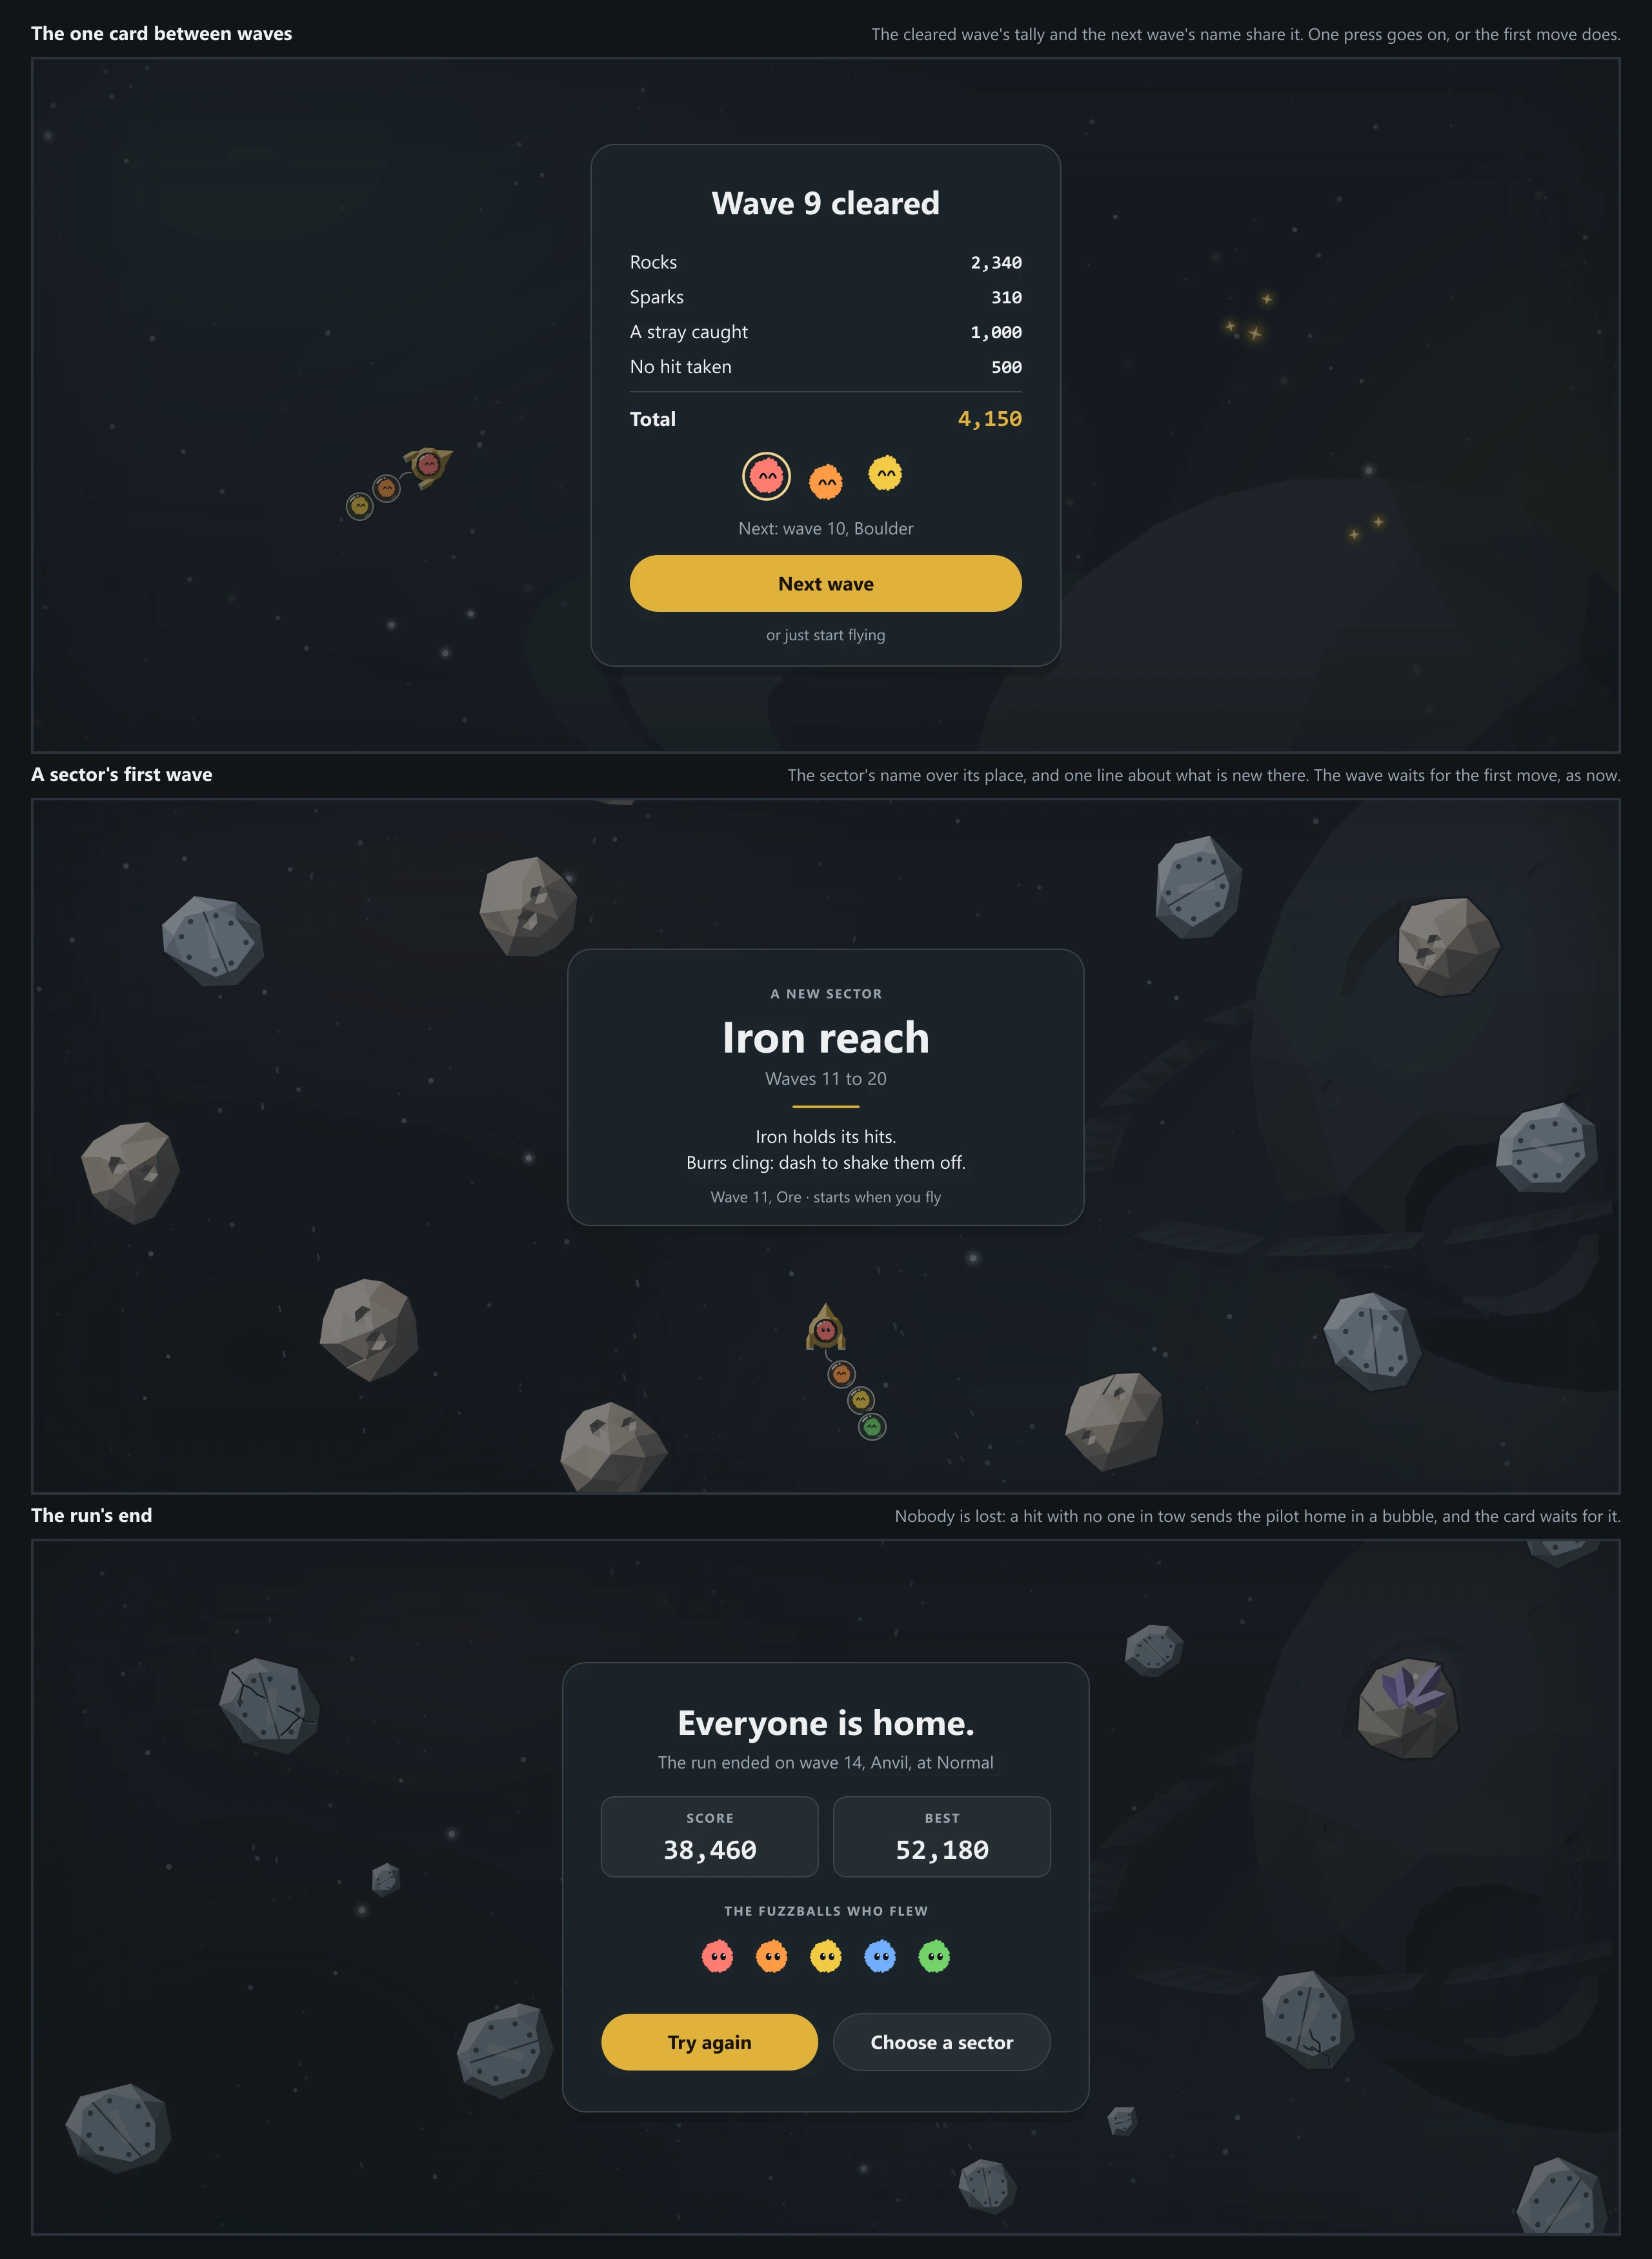 The one card between waves
The cleared wave's tally and the next wave's name share it. One press goes on, or the first move does.
Wave 9 cleared
Rocks 2,340
Sparks 310
A stray caught 1,000
No hit taken 500
Total 4,150
Next: wave 10, Boulder
Next wave
or just start flying
A sector's first wave
The sector's name over its place, and one line about what is new there. The wave waits for the first move, as now.
A NEW SECTOR
Iron reach
Waves 11 to 20
Iron holds its hits.
Burrs cling: dash to shake them off.
Wave 11, Ore · starts when you fly
The run's end
Nobody is lost: a hit with no one in tow sends the pilot home in a bubble, and the card waits for it.
Everyone is home.
The run ended on wave 14, Anvil, at Normal
SCORE BEST
38,460 52,180
THE FUZZBALLS WHO FLEW
Try again Choose a sector